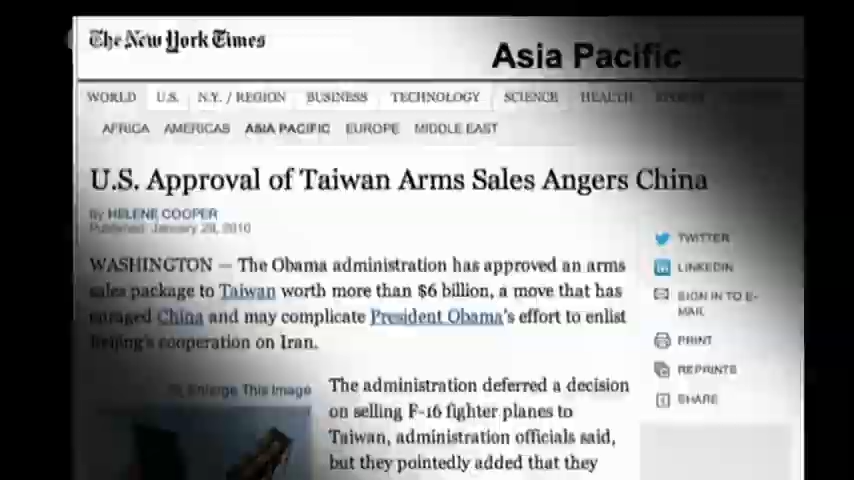 The New York Times
Asia Pacific
WORLD U.S. N.Y. / REGION BUSINESS TECHNOLOGY SCIENCE HEALTH SPORTS
AFRICA AMERICAS ASIA PACIFIC EUROPE MIDDLE EAST
U.S. Approval of Taiwan Arms Sales Angers China
By HELENE COOPER
Published: January 29, 2010
WASHINGTON — The Obama administration has approved an arms
sales package to Taiwan worth more than $6 billion, a move that has
enraged China and may complicate President Obama's effort to enlist
Beijing's cooperation on Iran.
Enlarge This Image
The administration deferred a decision
on selling F-16 fighter planes to
Taiwan, administration officials said,
but they pointedly added that they
TWITTER
LINKEDIN
SIGN IN TO E-
MAIL
PRINT
REPRINTS
SHARE